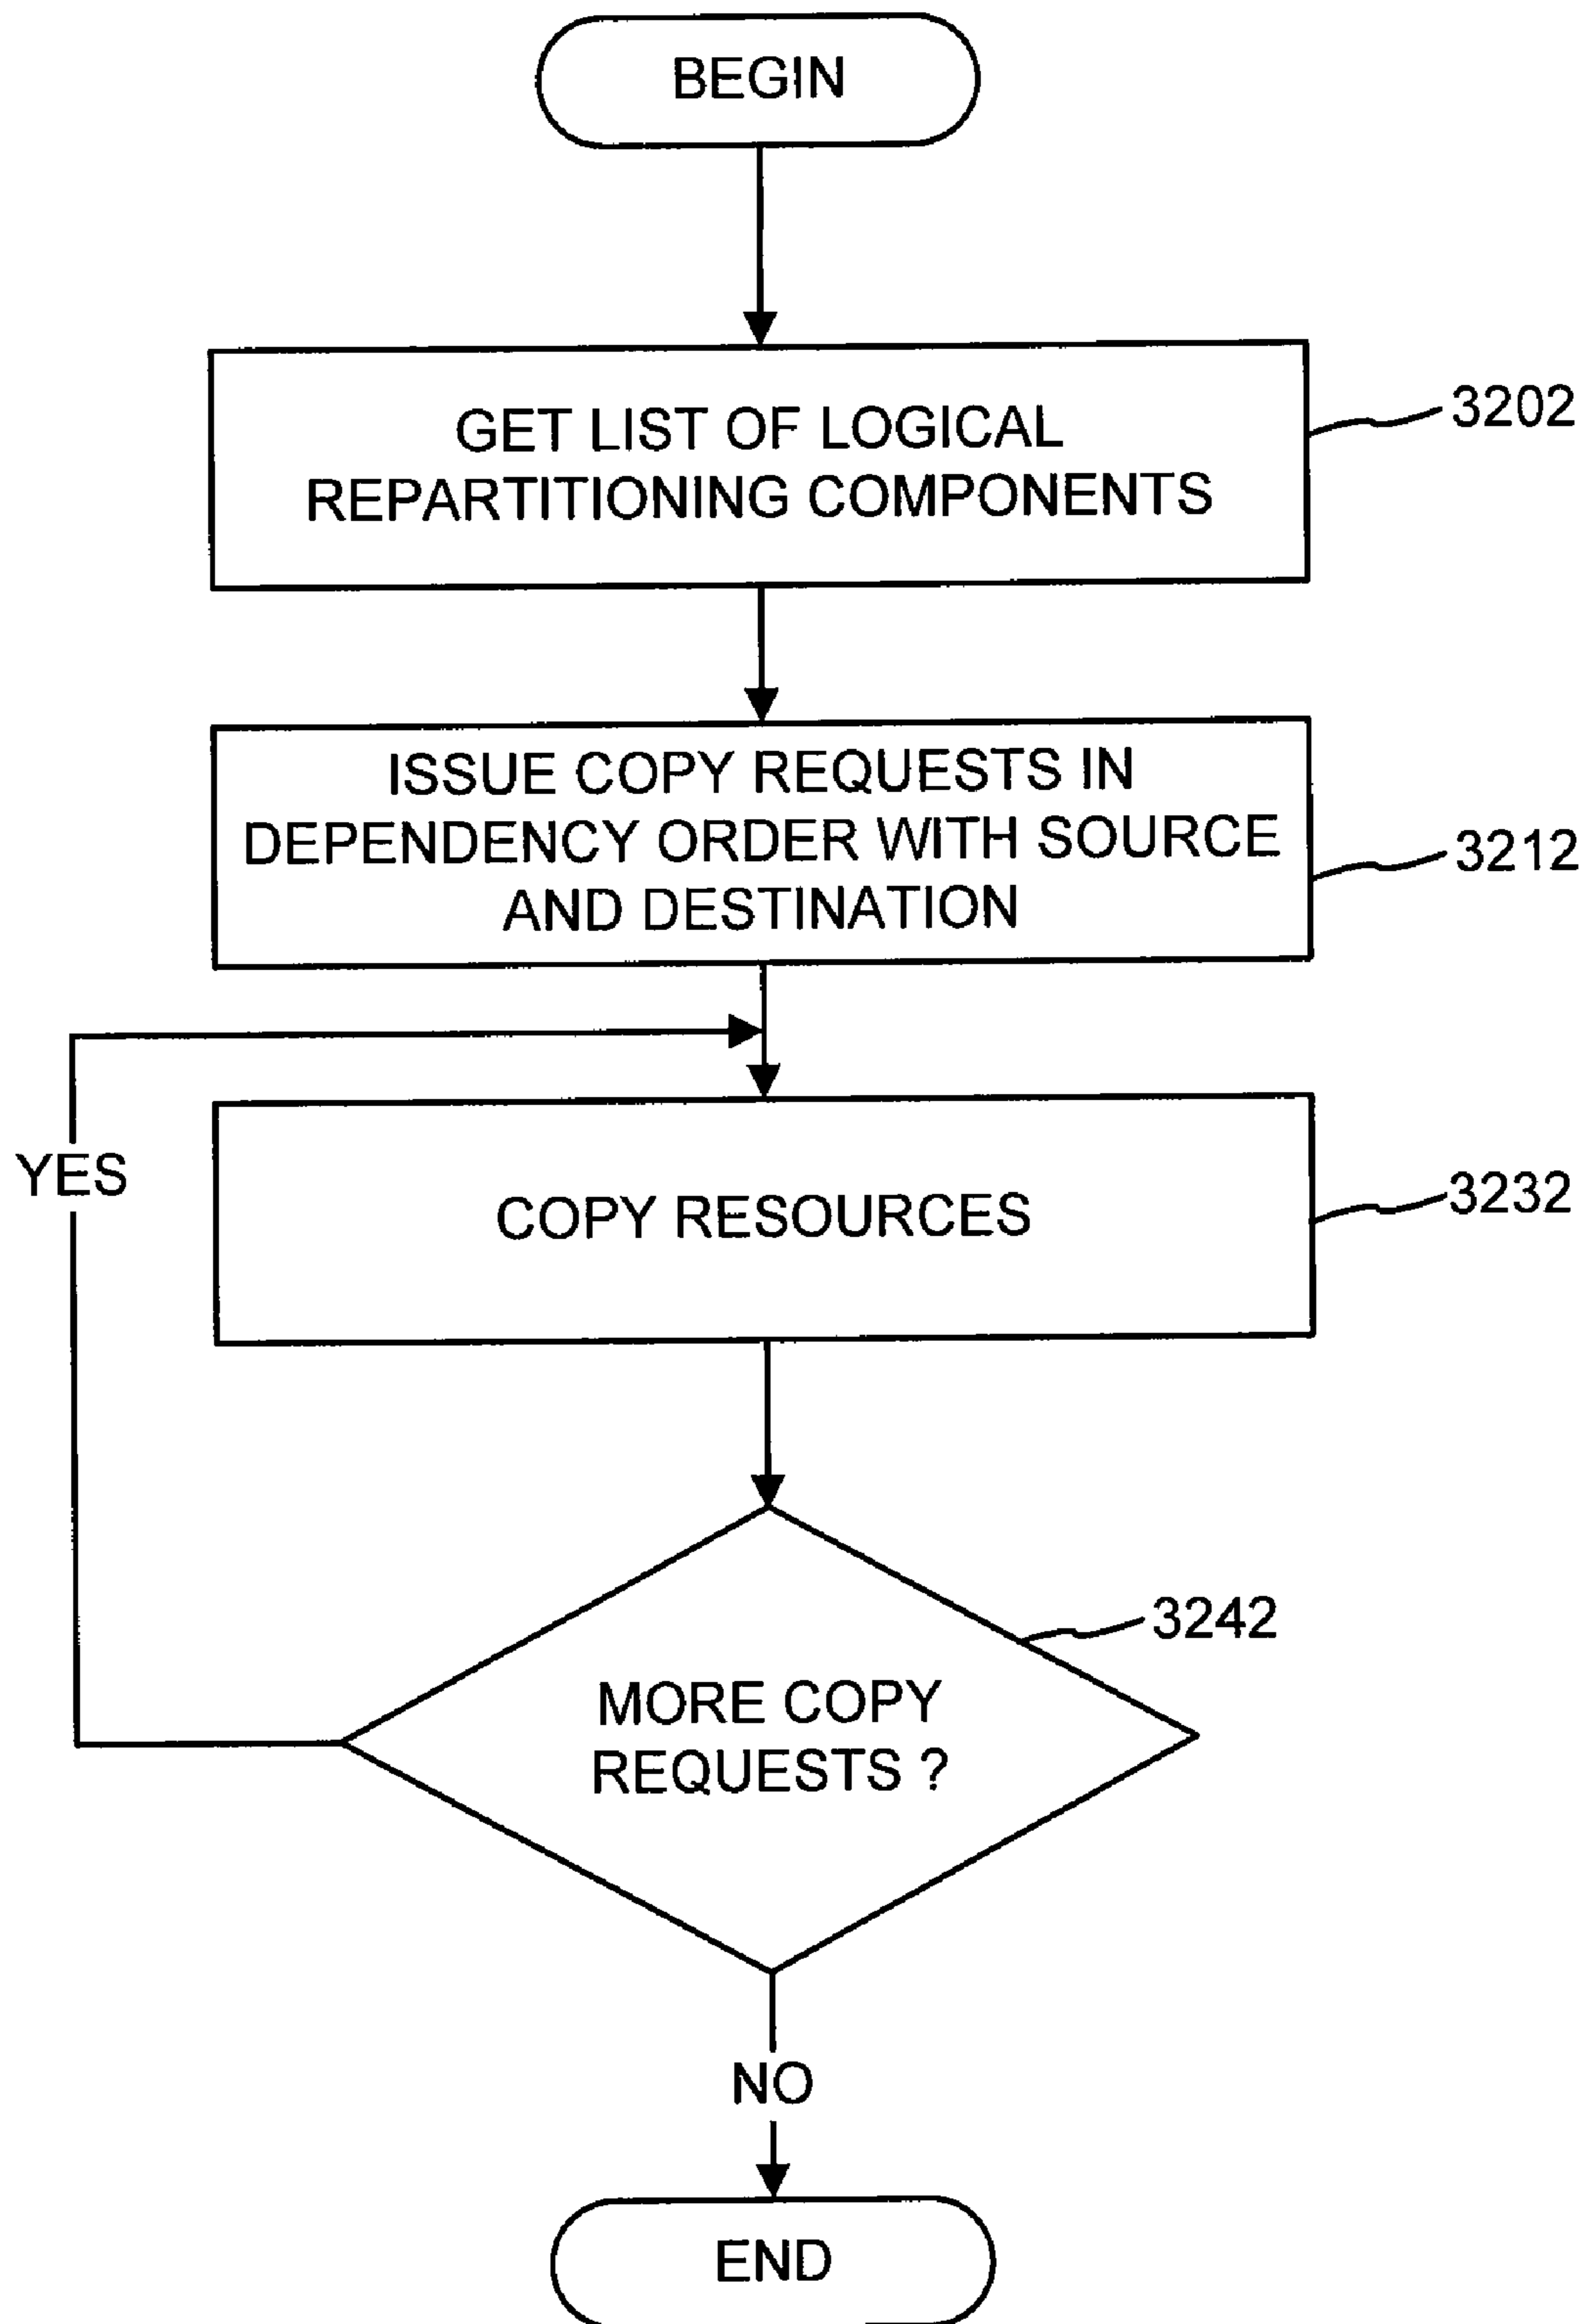 BEGIN
GET LIST OF LOGICAL
REPARTITIONING COMPONENTS
3202
ISSUE COPY REQUESTS IN
DEPENDENCY ORDER WITH SOURCE
AND DESTINATION
3212
YES
COPY RESOURCES
3232
3242
MORE COPY
REQUESTS ?
NO
END